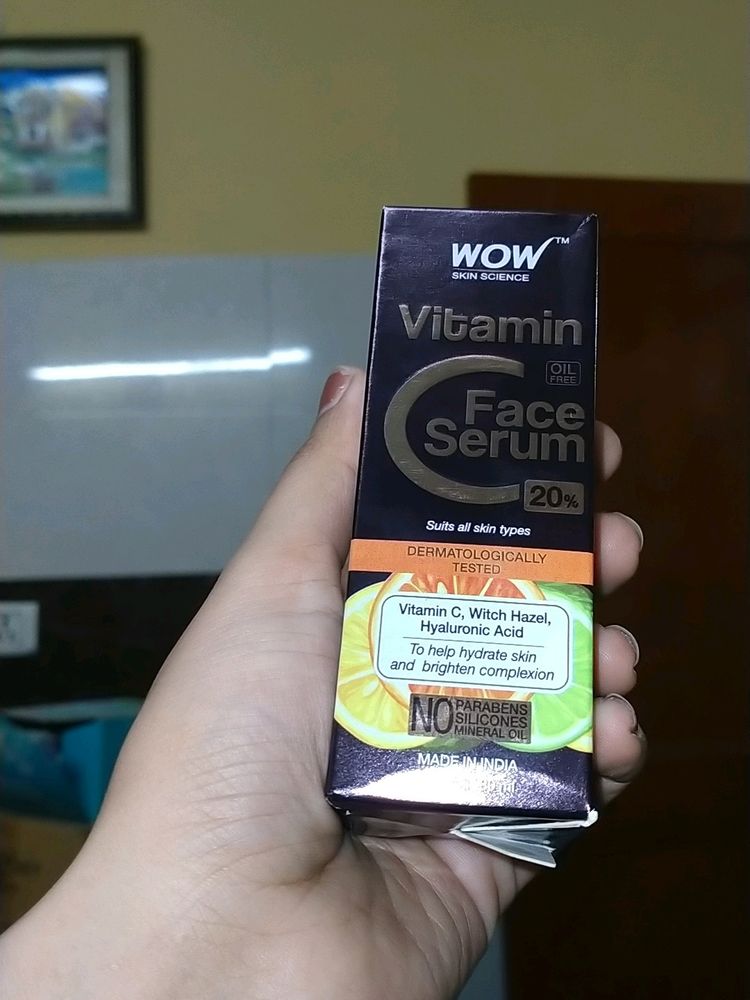 WOW™
SKIN SCIENCE
Vitamin
C
OIL
FREE
Face
Serum
20%
Suits all skin types
DERMATOLOGICALLY
TESTED
Vitamin C, Witch Hazel,
Hyaluronic Acid
To help hydrate skin
and brighten complexion
NO PARABENS
SILICONES
MINERAL OIL
MADE IN INDIA
ml